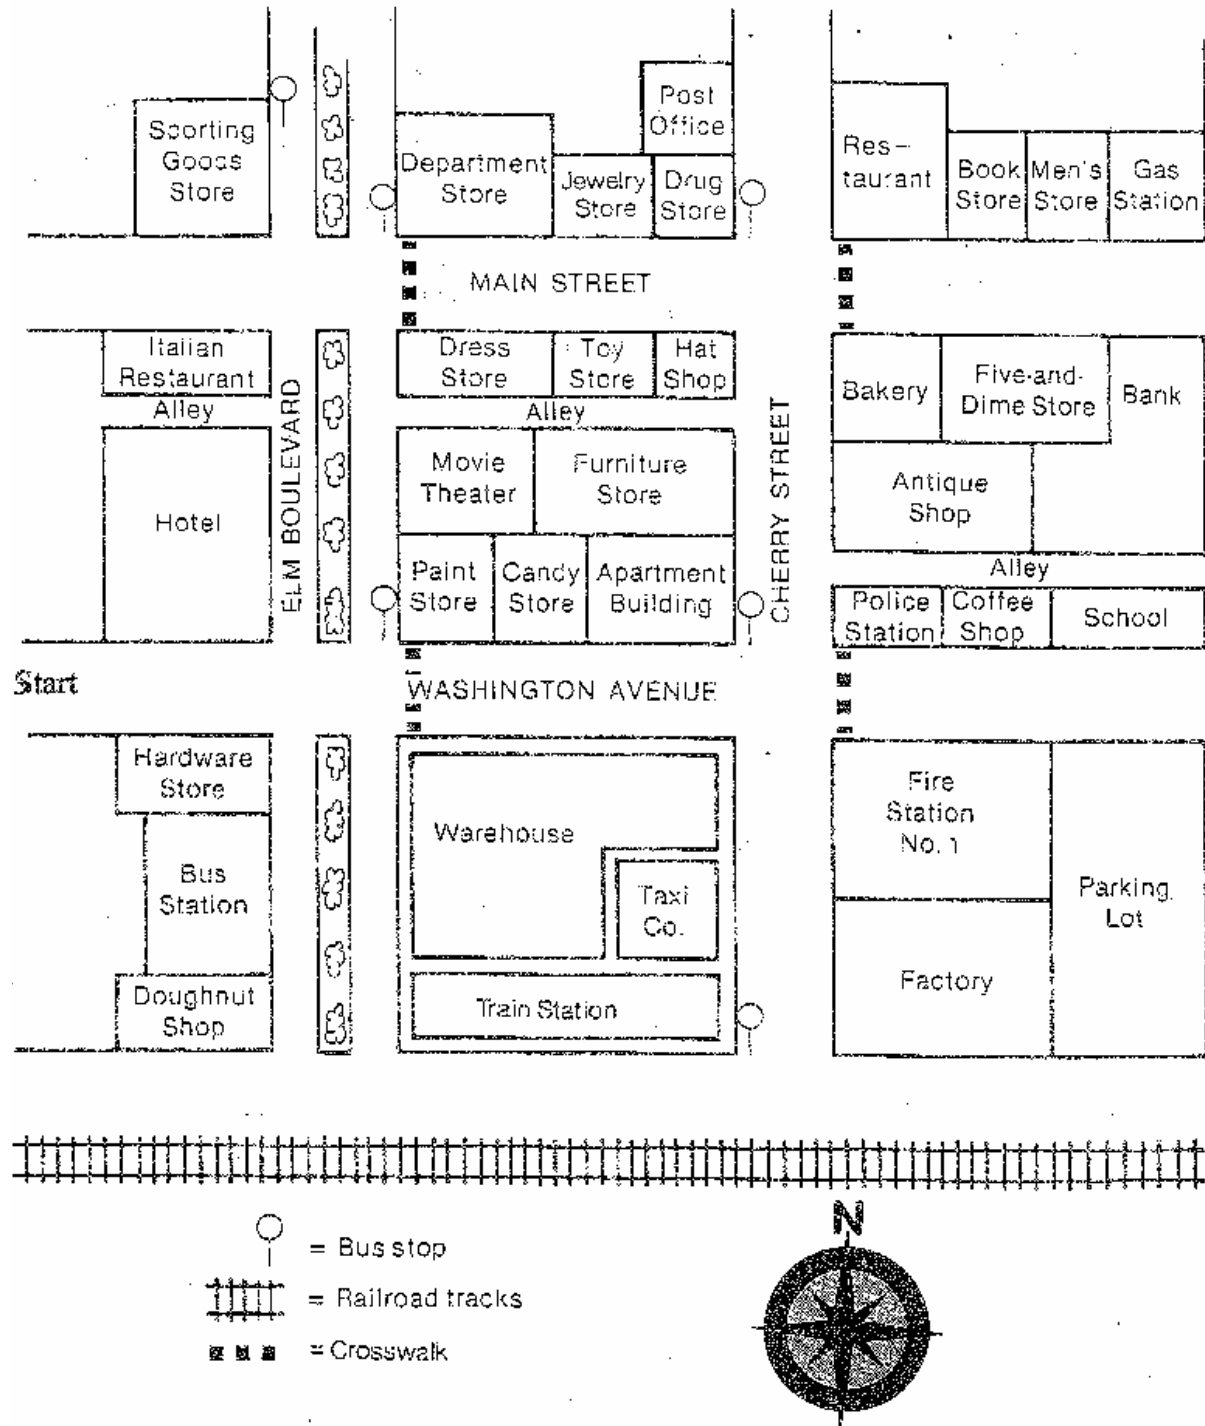 Sporting
Goods
Store
Department
Store
Jewelry
Store
Post
Office
Drug
Store
Res-
taurant
Book
Store
Men's
Store
Gas
Station
MAIN STREET
Italian
Restaurant
Alley
Hotel
ELM BOULEVARD
Dress
Store
Toy
Store
Hat
Shop
Alley
Movie
Theater
Furniture
Store
Paint
Store
Candy
Store
Apartment
Building
CHERRY STREET
Bakery
Five-and-
Dime Store
Bank
Antique
Shop
Alley
Police
Station
Coffee
Shop
School
Start
WASHINGTON AVENUE
Hardware
Store
Bus
Station
Doughnut
Shop
Warehouse
Taxi
Co.
Train Station
Fire
Station
No. 1
Factory
Parking
Lot
= Bus stop
= Railroad tracks
= Crosswalk
N